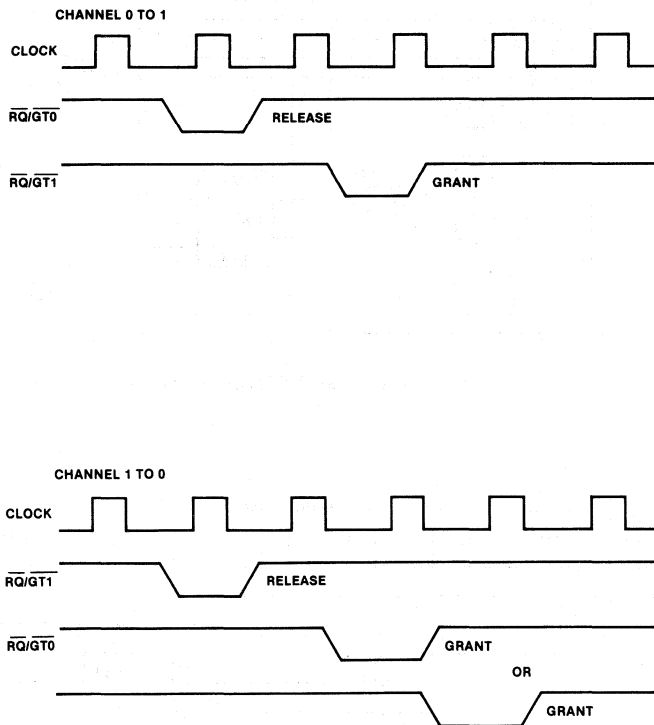 CHANNEL 0 TO 1
CLOCK
RQ/GT0
RELEASE
RQ/GT1
GRANT
CHANNEL 1 TO 0
CLOCK
RQ/GT1
RELEASE
RQ/GT0
GRANT
OR
GRANT